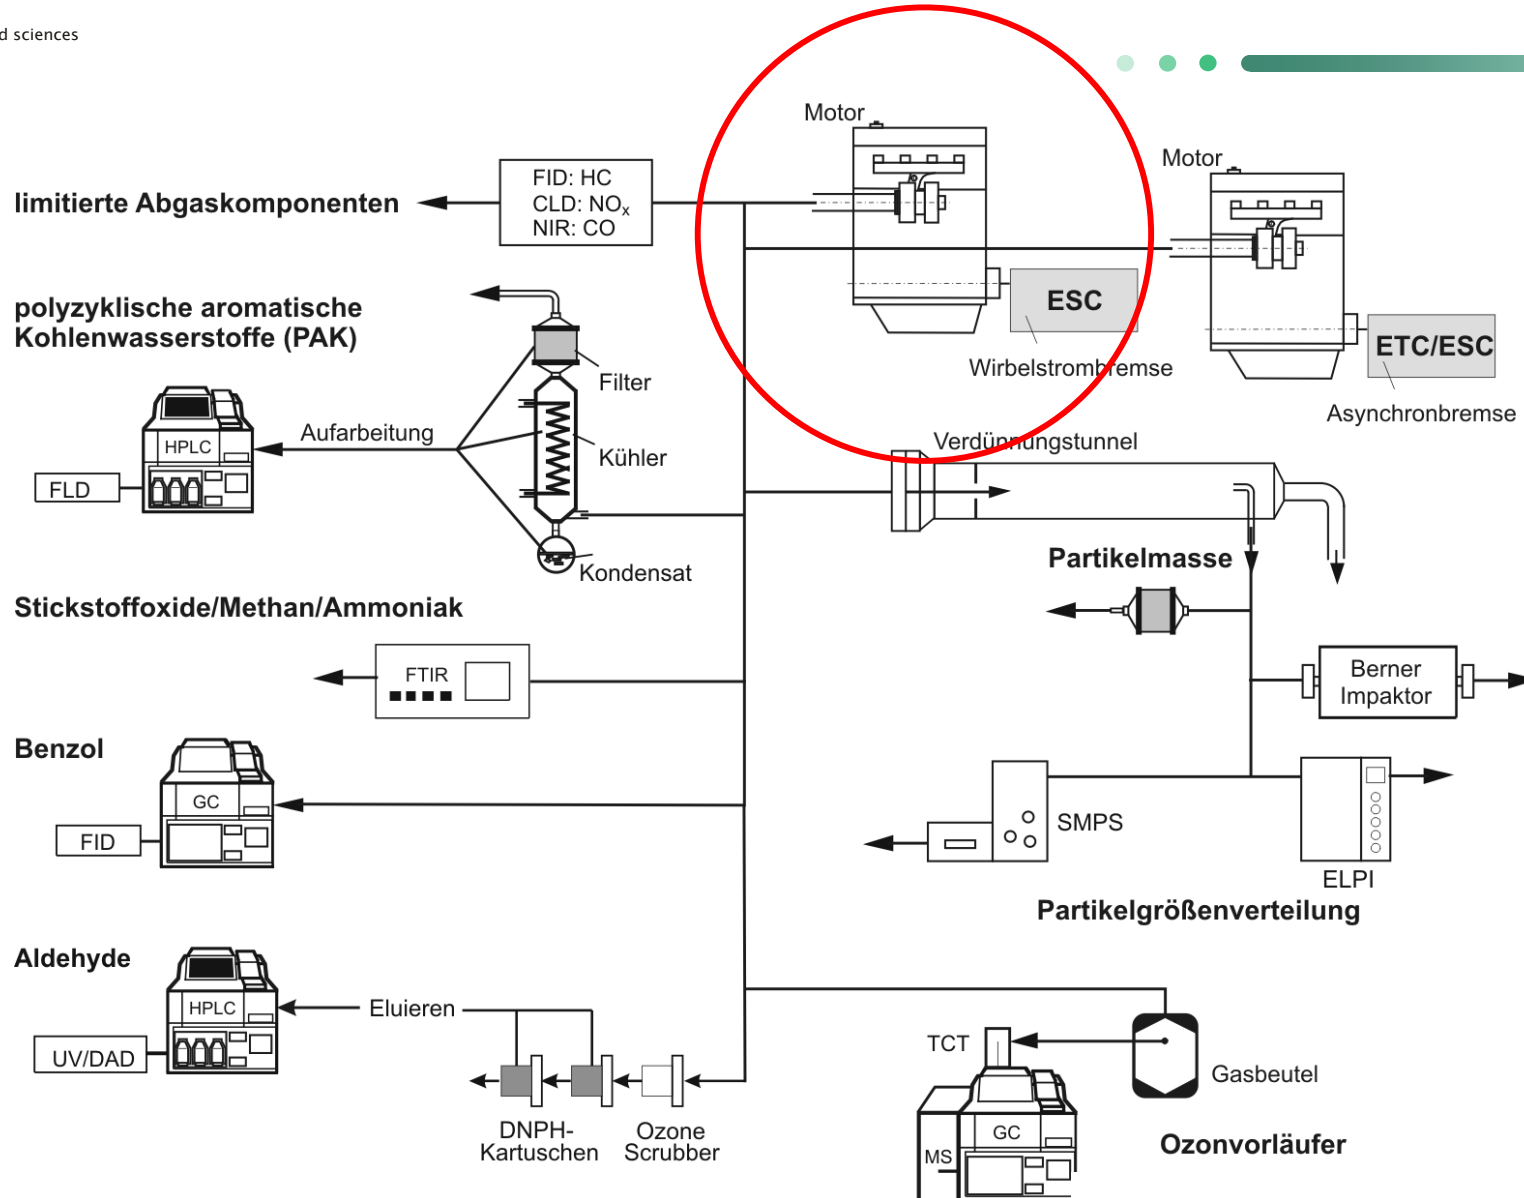 d sciences
Motor
Motor
FID: HC
CLD: NOx
NIR: CO
limitierte Abgaskomponenten
ESC
Wirbelstrombremse
ETC/ESC
Asynchronbremse
polyzyklische aromatische
Kohlenwasserstoffe (PAK)
Filter
Aufarbeitung
HPLC
Kühler
FLD
Kondensat
Verdünnungstunnel
Partikelmasse
Stickstoffoxide/Methan/Ammoniak
FTIR
Berner
Impaktor
Benzol
GC
FID
SMPS
ELPI
Partikelgrößenverteilung
Aldehyde
HPLC
Eluieren
UV/DAD
DNPH-
Kartuschen
Ozone
Scrubber
TCT
Gasbeutel
GC
MS
Ozonvorläufer